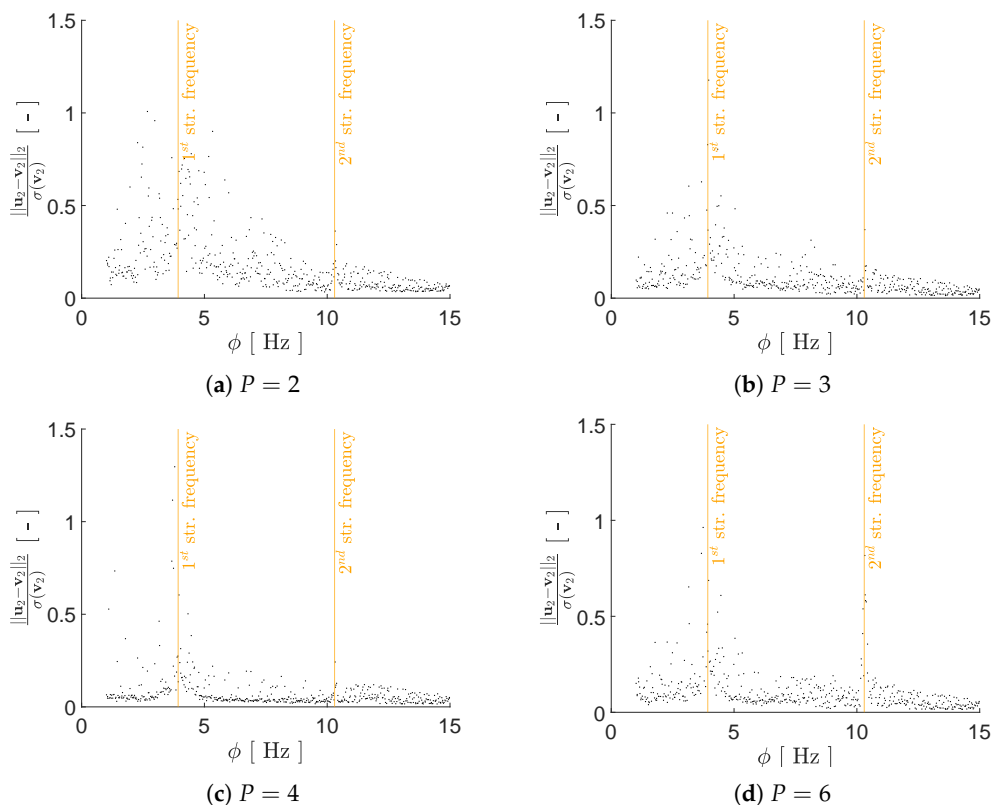 1.5
1
0.5
0
||u₂−v₂||₂ / σ(v₂) [ - ]
1ˢᵗ str. frequency
2ⁿᵈ str. frequency
0 5 10 15
ϕ [ Hz ]
(a) P = 2
1.5
1
0.5
0
||u₂−v₂||₂ / σ(v₂) [ - ]
1ˢᵗ str. frequency
2ⁿᵈ str. frequency
0 5 10 15
ϕ [ Hz ]
(b) P = 3
1.5
1
0.5
0
||u₂−v₂||₂ / σ(v₂) [ - ]
1ˢᵗ str. frequency
2ⁿᵈ str. frequency
0 5 10 15
ϕ [ Hz ]
(c) P = 4
1.5
1
0.5
0
||u₂−v₂||₂ / σ(v₂) [ - ]
1ˢᵗ str. frequency
2ⁿᵈ str. frequency
0 5 10 15
ϕ [ Hz ]
(d) P = 6